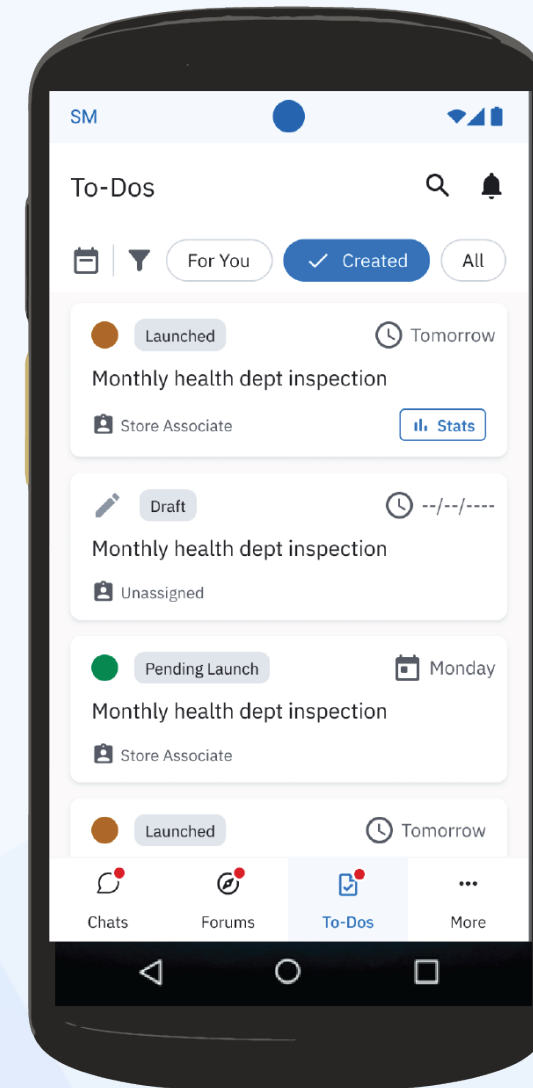 SM
To-Dos
For You
Created
All
Launched
Tomorrow
Monthly health dept inspection
Store Associate
Stats
Draft
--/--/----
Monthly health dept inspection
Unassigned
Pending Launch
Monday
Monthly health dept inspection
Store Associate
Launched
Tomorrow
Chats
Forums
To-Dos
More